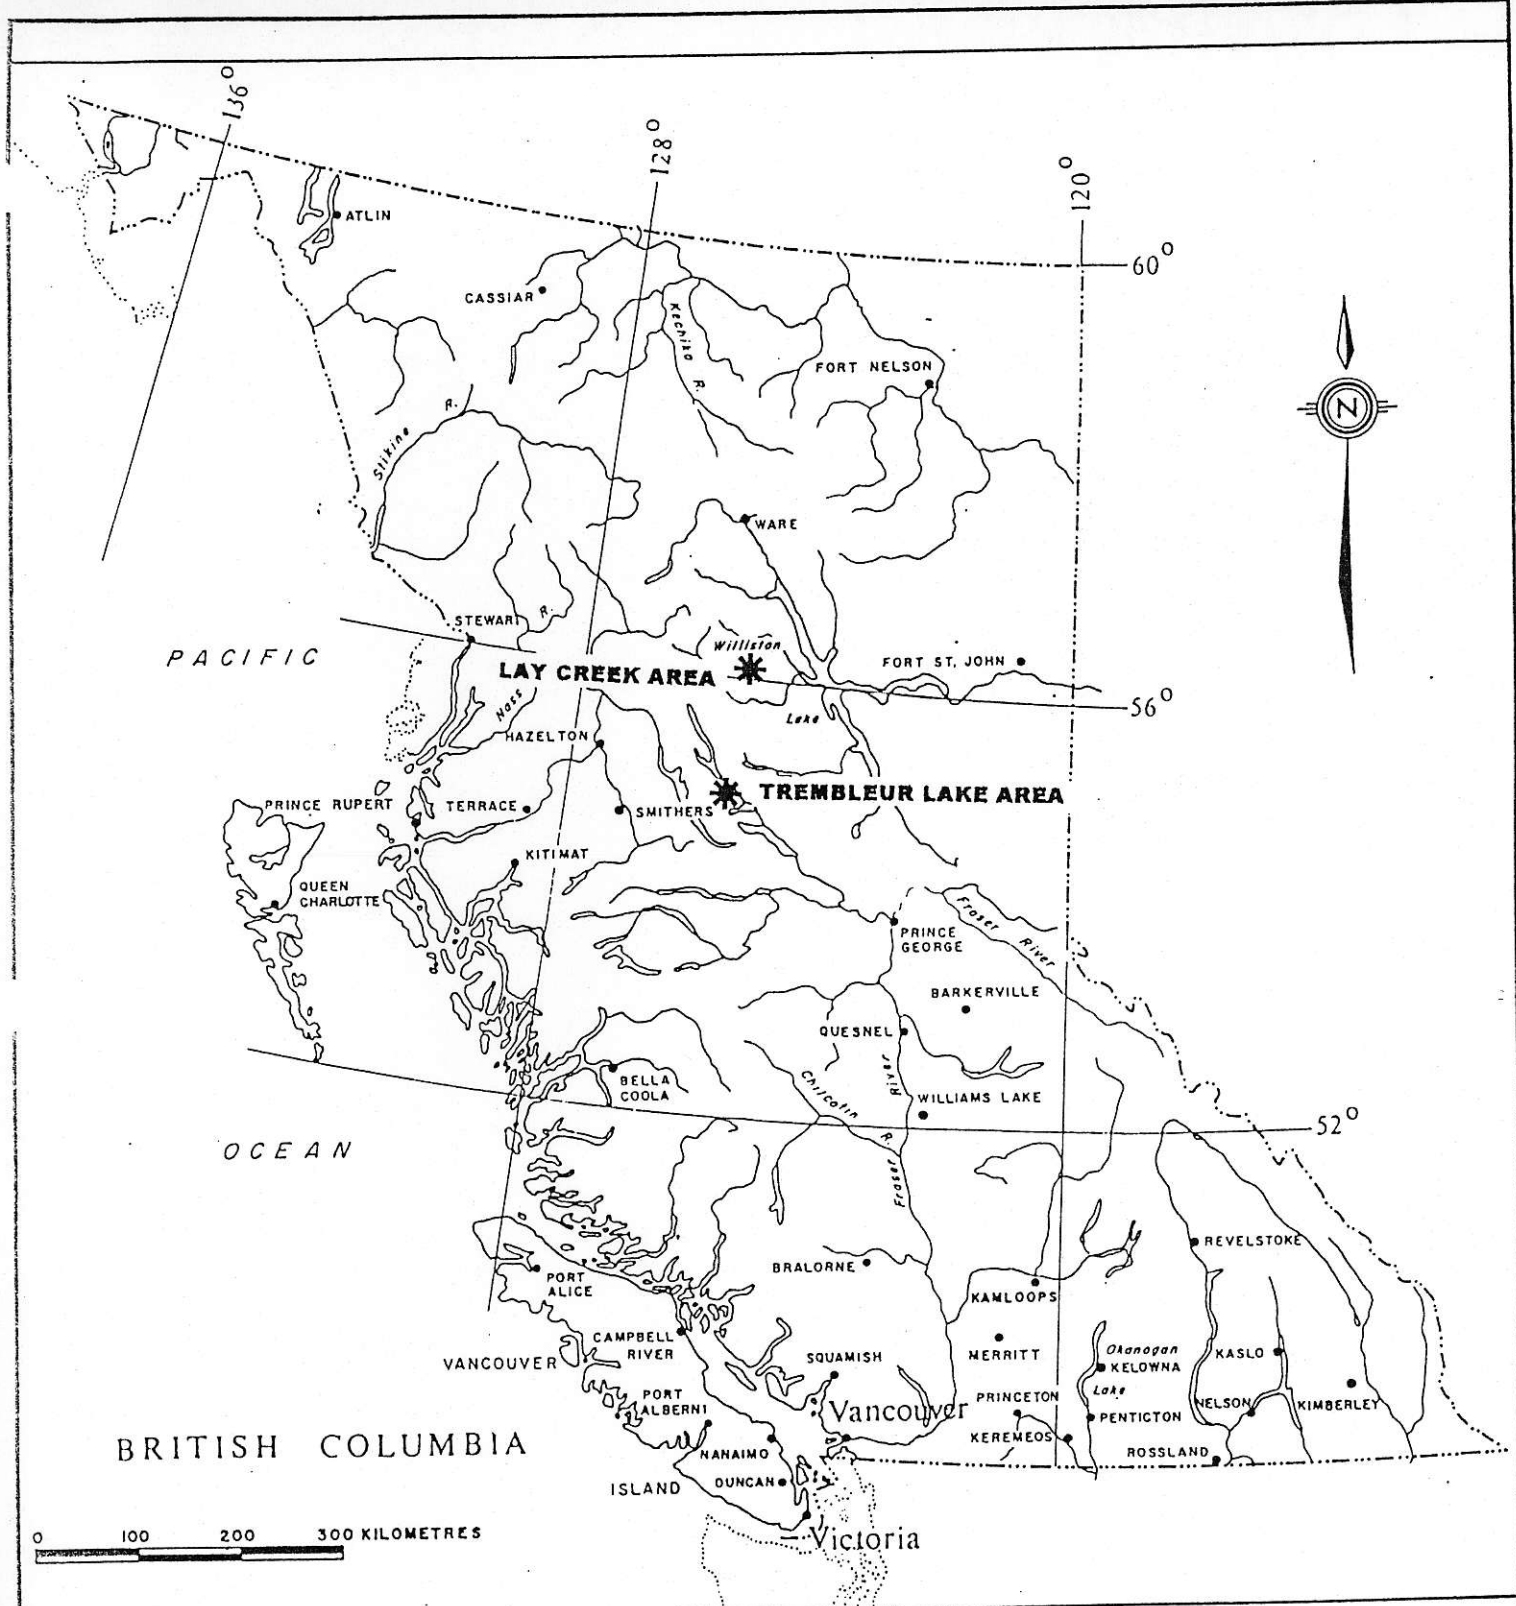 136°
128°
120°
ATLIN
60°
CASSIAR
Kechika R.
FORT NELSON
N
Stikine R.
WARE
STEWART
R.
PACIFIC
Williston
LAY CREEK AREA
FORT ST. JOHN
Nass
56°
Lake
HAZELTON
TREMBLEUR LAKE AREA
PRINCE RUPERT
TERRACE
SMITHERS
KITIMAT
QUEEN
CHARLOTTE
Fraser River
PRINCE
GEORGE
BARKERVILLE
QUESNEL
River
BELLA
COOLA
Chilcotin R.
WILLIAMS LAKE
52°
OCEAN
Fraser
REVELSTOKE
BRALORNE
PORT
ALICE
KAMLOOPS
CAMPBELL
RIVER
VANCOUVER
SQUAMISH
MERRITT
Okanogan
KELOWNA
KASLO
Lake
PORT
ALBERNI
Vancouver
PRINCETON
PENTICTON
NELSON
KIMBERLEY
KEREMEOS
ROSSLAND
BRITISH COLUMBIA
NANAIMO
ISLAND
DUNCAN
0 100 200 300 KILOMETRES
Victoria